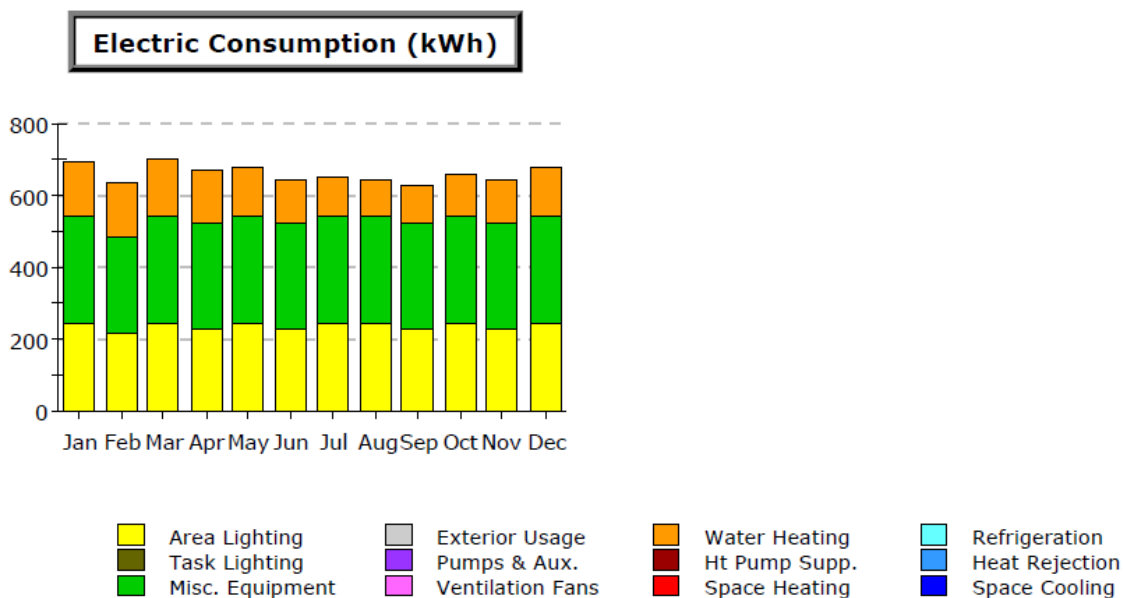 Electric Consumption (kWh)
800
600
400
200
0
Jan Feb Mar Apr May Jun Jul Aug Sep Oct Nov Dec
Area Lighting Exterior Usage Water Heating Refrigeration
Task Lighting Pumps & Aux. Ht Pump Supp. Heat Rejection
Misc. Equipment Ventilation Fans Space Heating Space Cooling